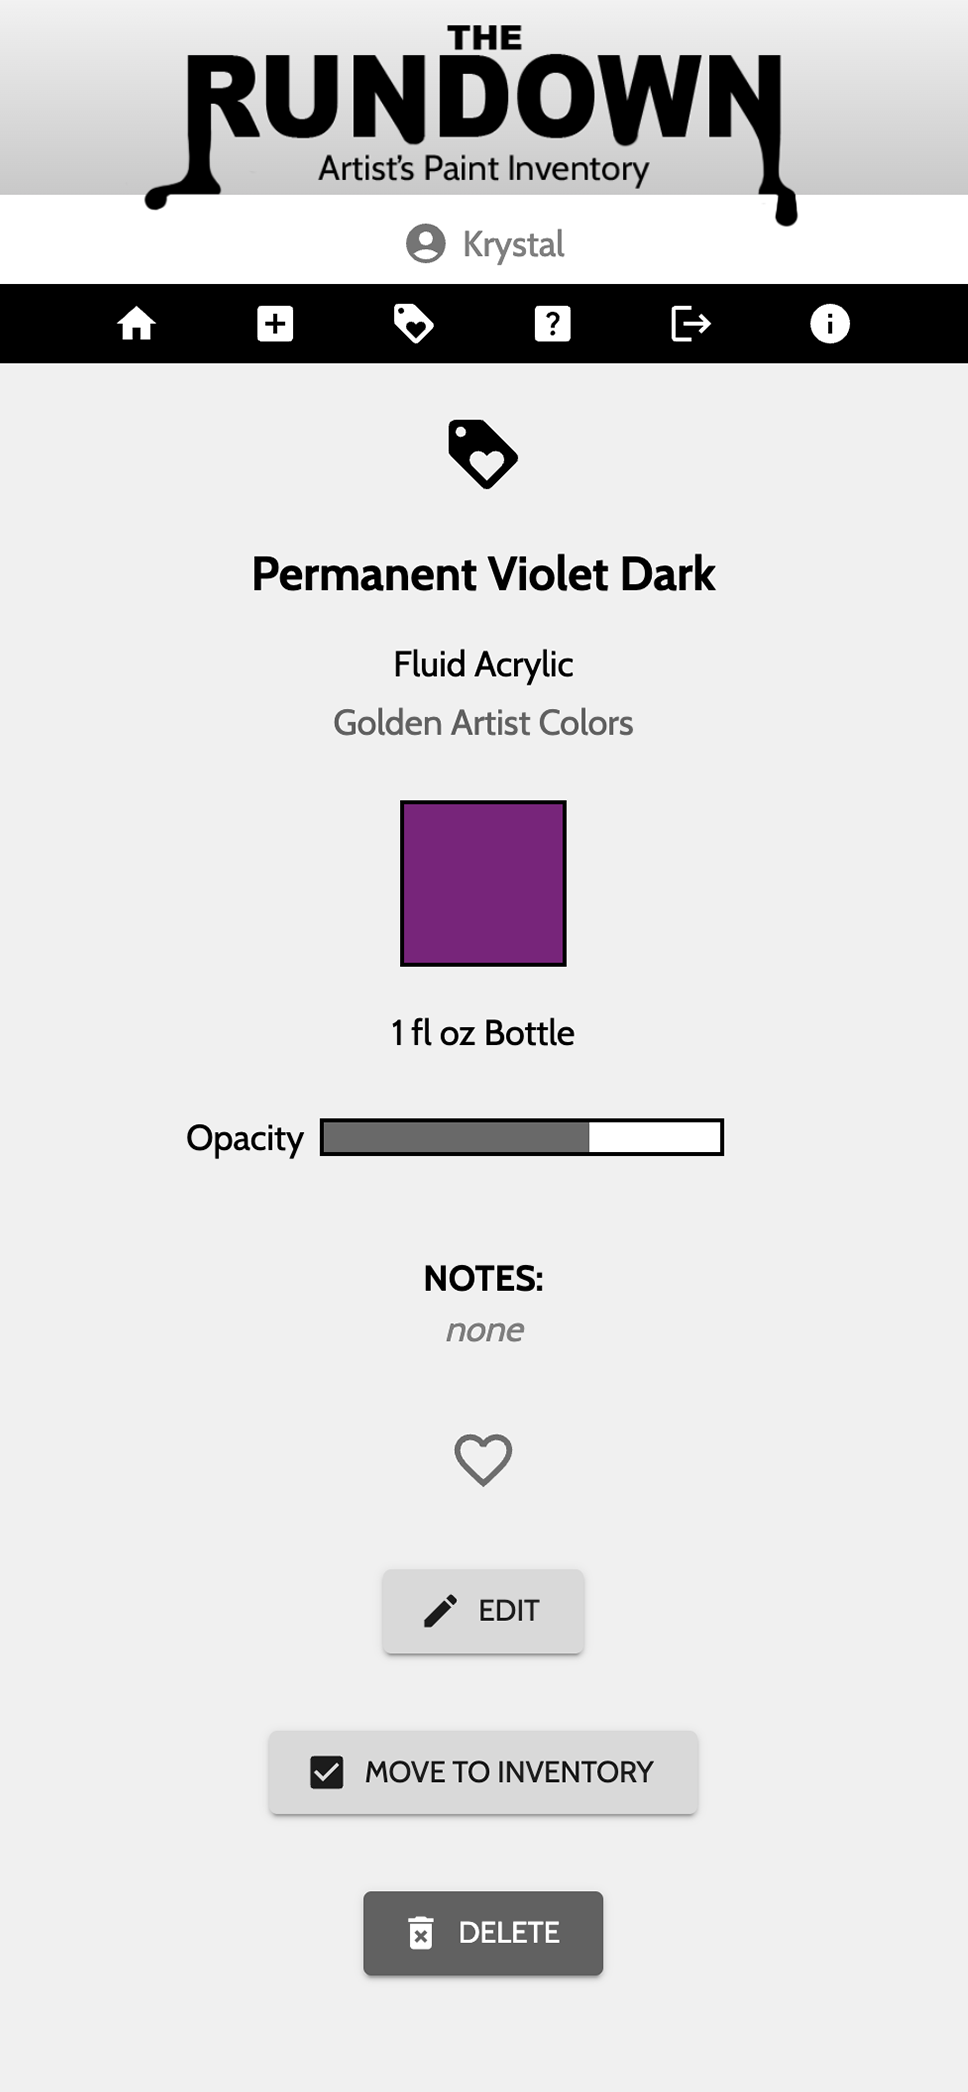 THE
RUNDOWN
Artist's Paint Inventory
Krystal
Permanent Violet Dark
Fluid Acrylic
Golden Artist Colors
1 fl oz Bottle
Opacity
NOTES:
none
EDIT
MOVE TO INVENTORY
DELETE